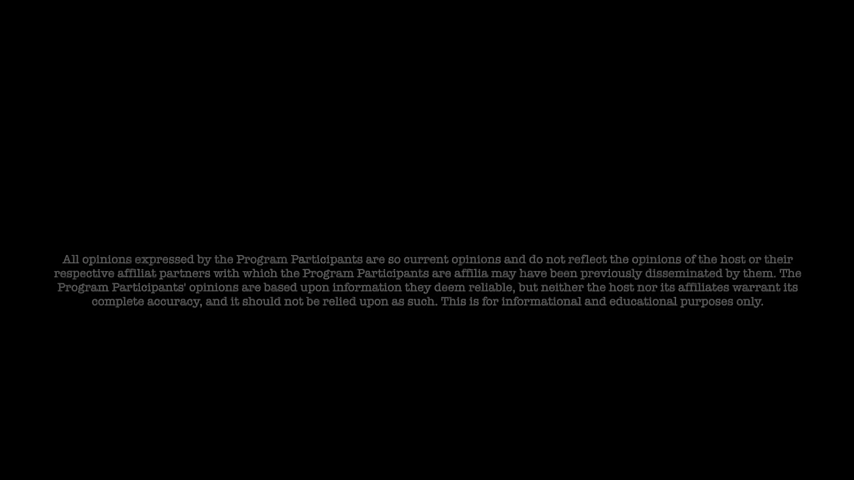 All opinions expressed by the Program Participants are so current opinions and do not reflect the opinions of the host or their
respective affiliat partners with which the Program Participants are affilia may have been previously disseminated by them. The
Program Participants' opinions are based upon information they deem reliable, but neither the host nor its affiliates warrant its
complete accuracy, and it should not be relied upon as such. This is for informational and educational purposes only.